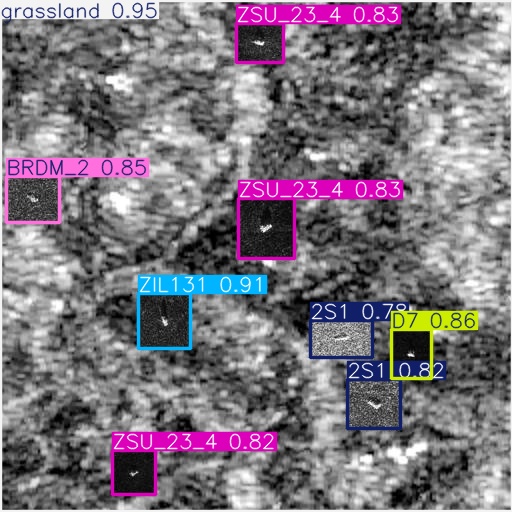 grassland 0.95
ZSU_23_4 0.83
BRDM_2 0.85
ZSU_23_4 0.83
ZIL131 0.91
2S1 0.78
D7 0.86
2S1 0.82
ZSU_23_4 0.82